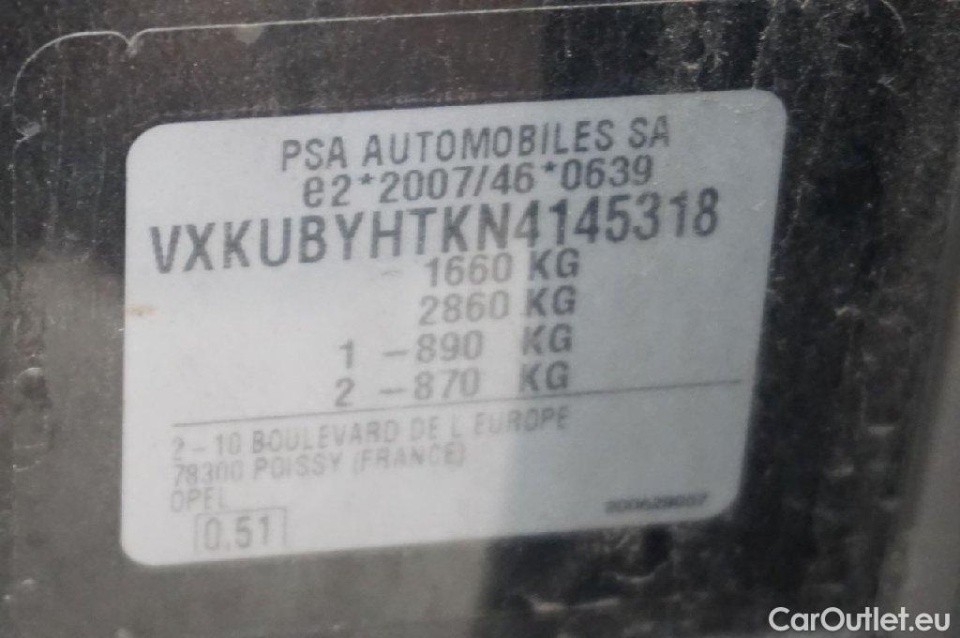 PSA AUTOMOBILES SA
e2*2007/46*0639
VXKUBYHTKN4145318
- 1660 KG
2860 KG
1 -890 KG
2 -870 KG
2-10 BOULEVARD DE L EUROPE
78300 POISSY (FRANCE)
OPEL
0.51
CarOutlet.eu